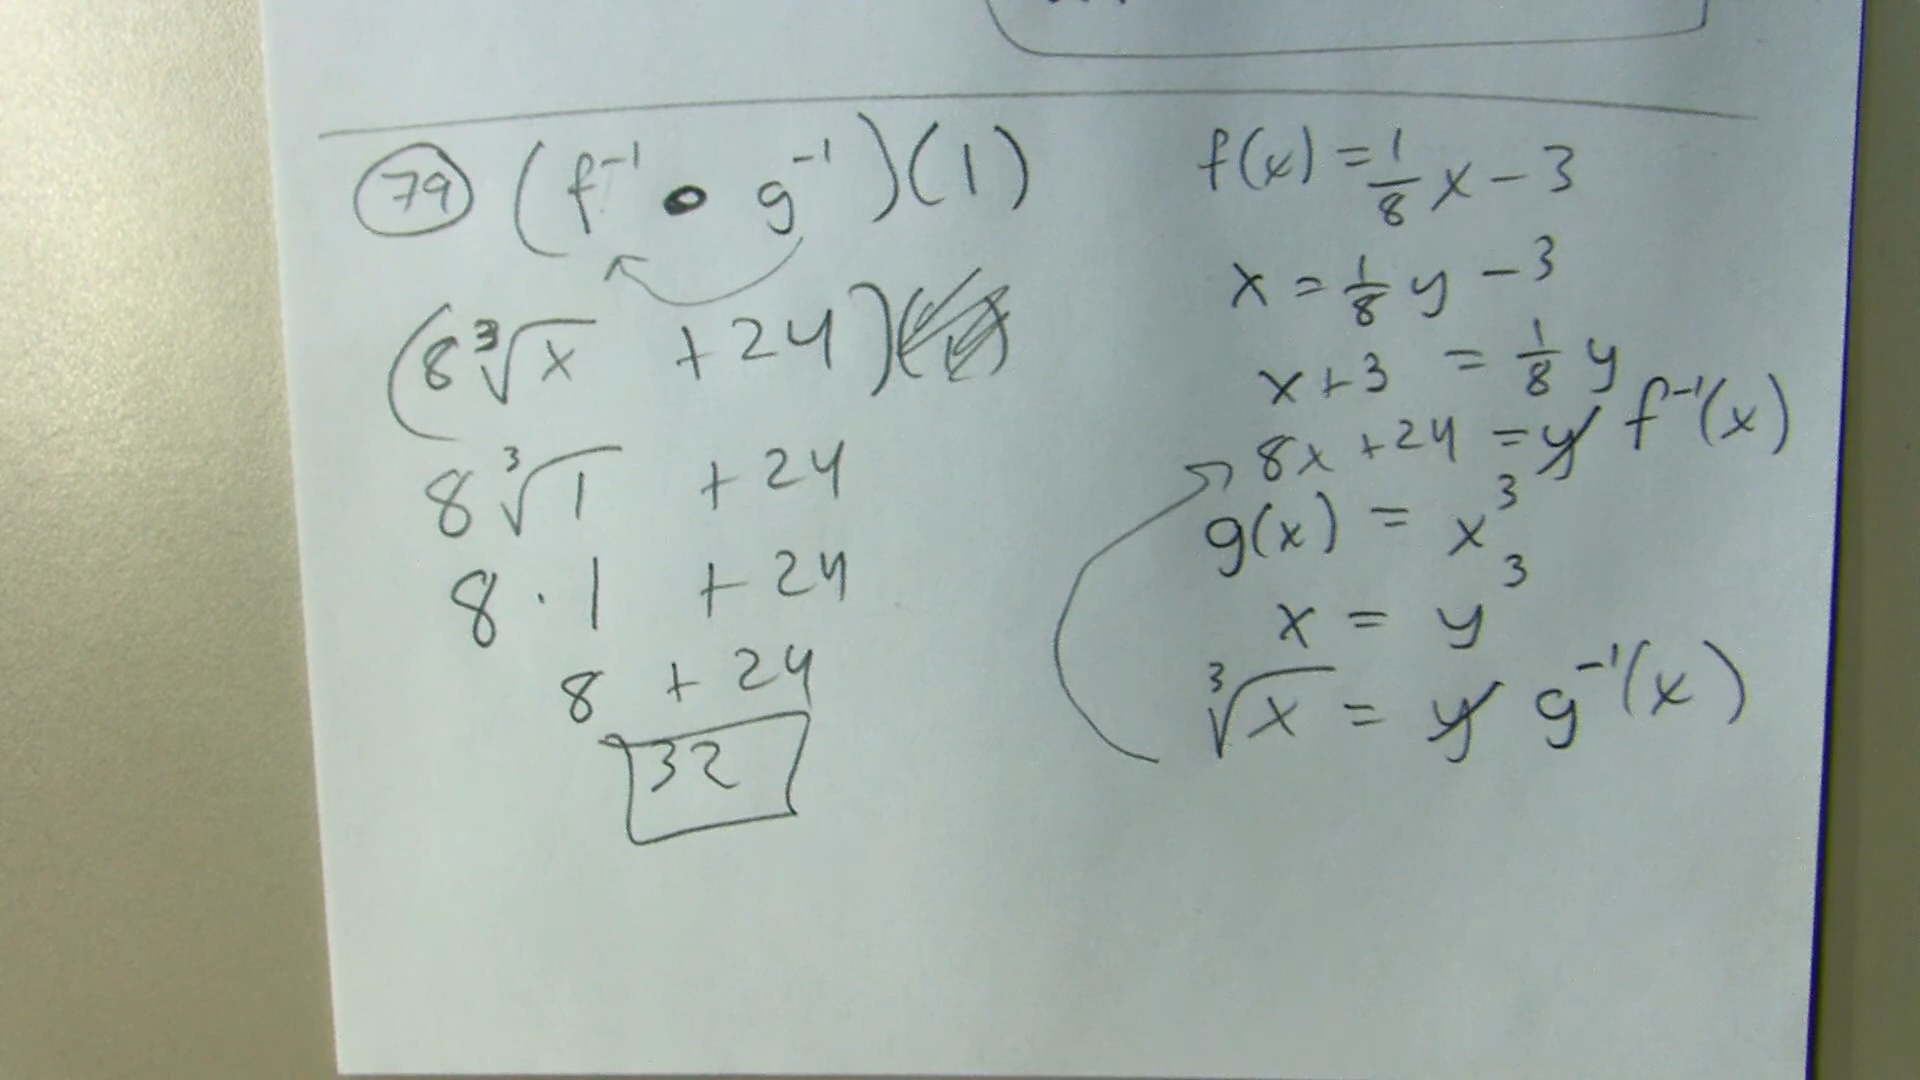 79 (f⁻¹ ∘ g⁻¹)(1)
(8∛x + 24)
8∛1 + 24
8 · 1 + 24
8 + 24
32
f(x) = 1/8 x - 3
x = 1/8 y - 3
x + 3 = 1/8 y
8x + 24 = y f⁻¹(x)
g(x) = x³
x = y³
∛x = y g⁻¹(x)